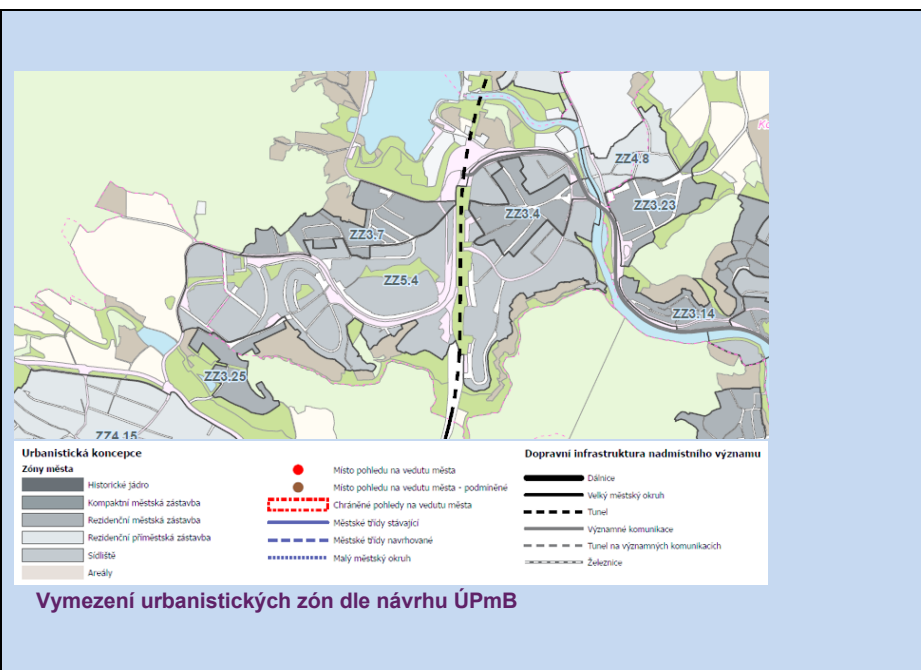 ZZ4.8
ZZ3.23
ZZ3.4
ZZ3.7
ZZ5.4
ZZ3.14
ZZ3.25
ZZ4.15
Urbanistická koncepce
Zóny města
Historické jádro
Kompaktní městská zástavba
Rezidenční městská zástavba
Rezidenční příměstská zástavba
Sídliště
Areály
Místo pohledu na vedutu města
Místo pohledu na vedutu města - podmíněné
Chráněné pohledy na vedutu města
Městské třídy stávající
Městské třídy navrhované
Malý městský okruh
Dopravní infrastruktura nadmístního významu
Dálnice
Velký městský okruh
Tunel
Významné komunikace
Tunel na významných komunikacích
Železnice
Vymezení urbanistických zón dle návrhu ÚPmB